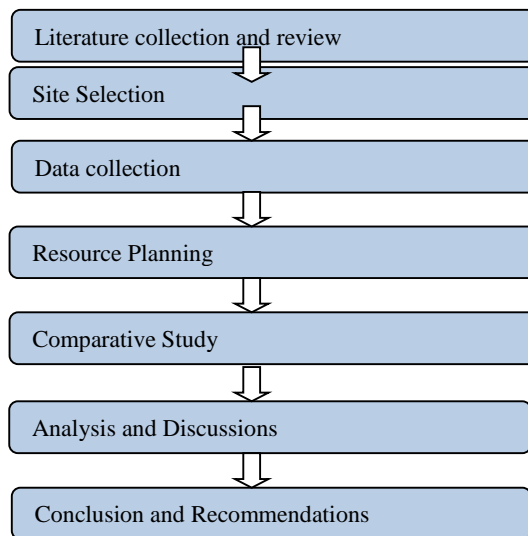 Literature collection and review
Site Selection
Data collection
Resource Planning
Comparative Study
Analysis and Discussions
Conclusion and Recommendations